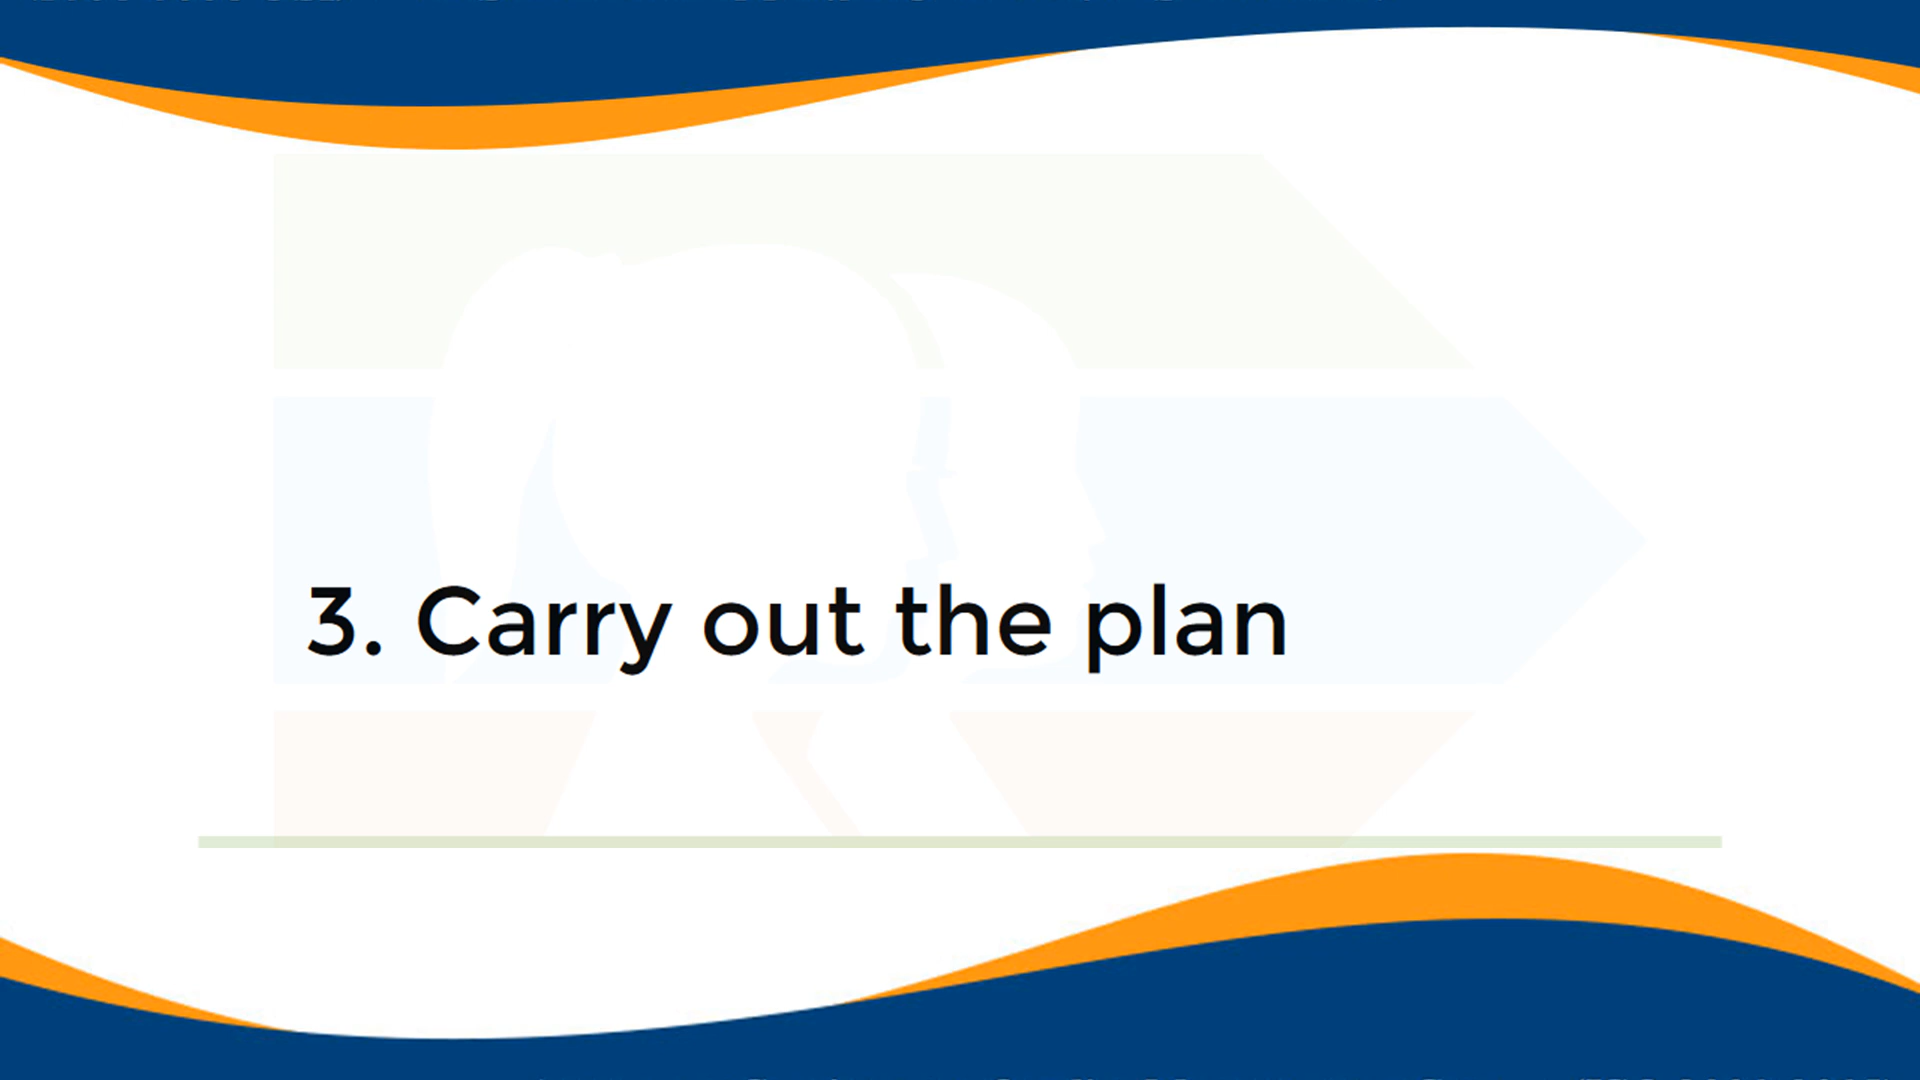 3. Carry out the plan